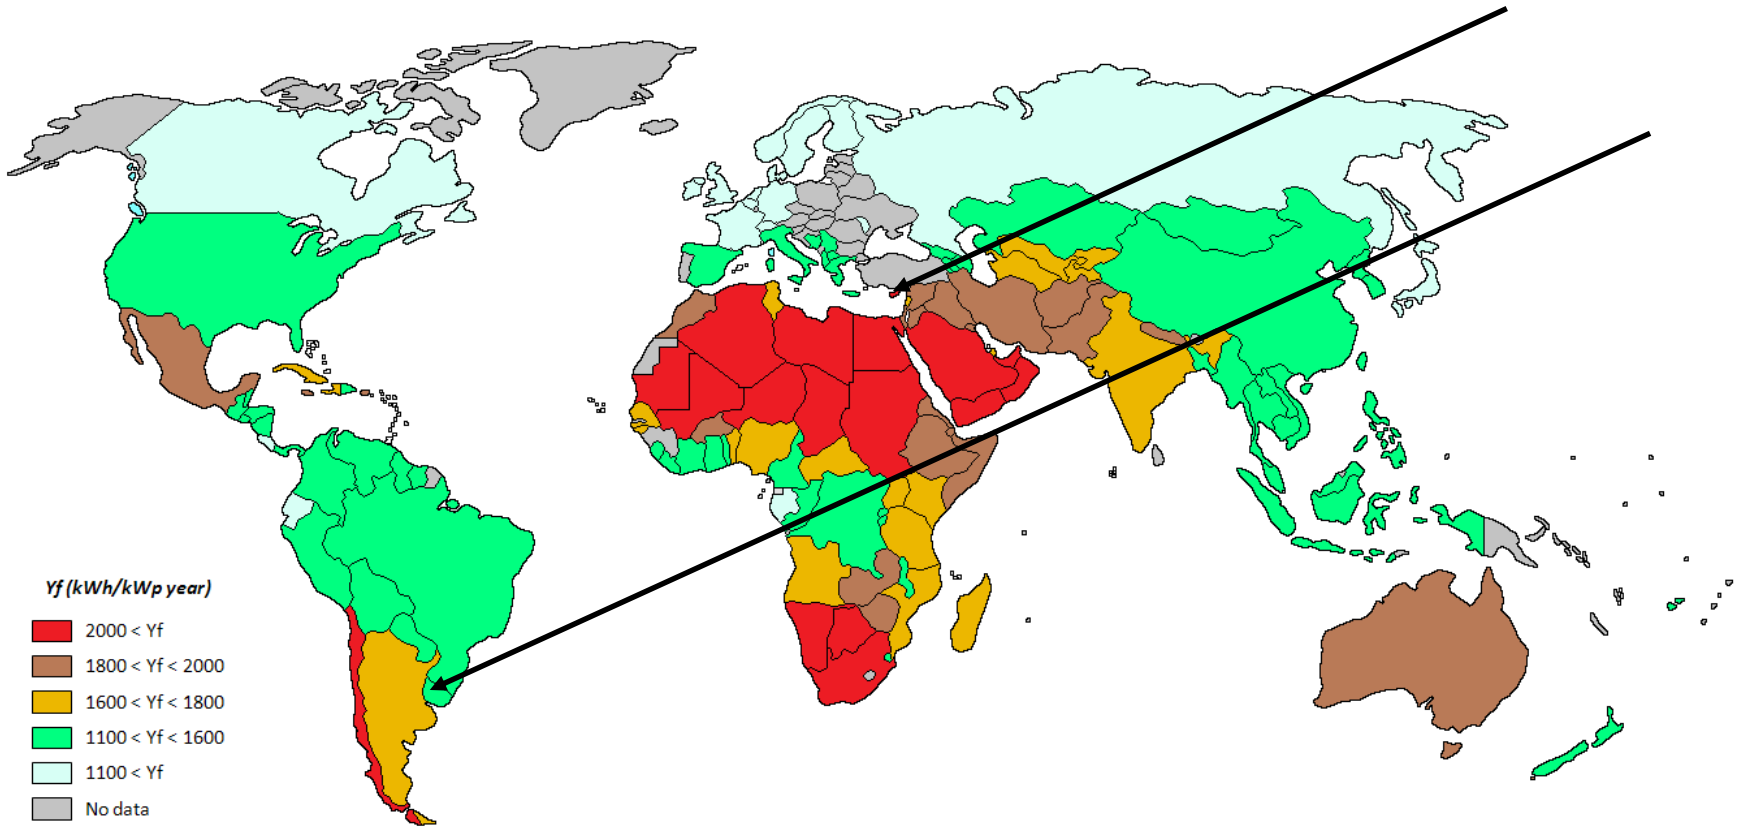 Yf (kWh/kWp year)
2000 < Yf
1800 < Yf < 2000
1600 < Yf < 1800
1100 < Yf < 1600
1100 < Yf
No data